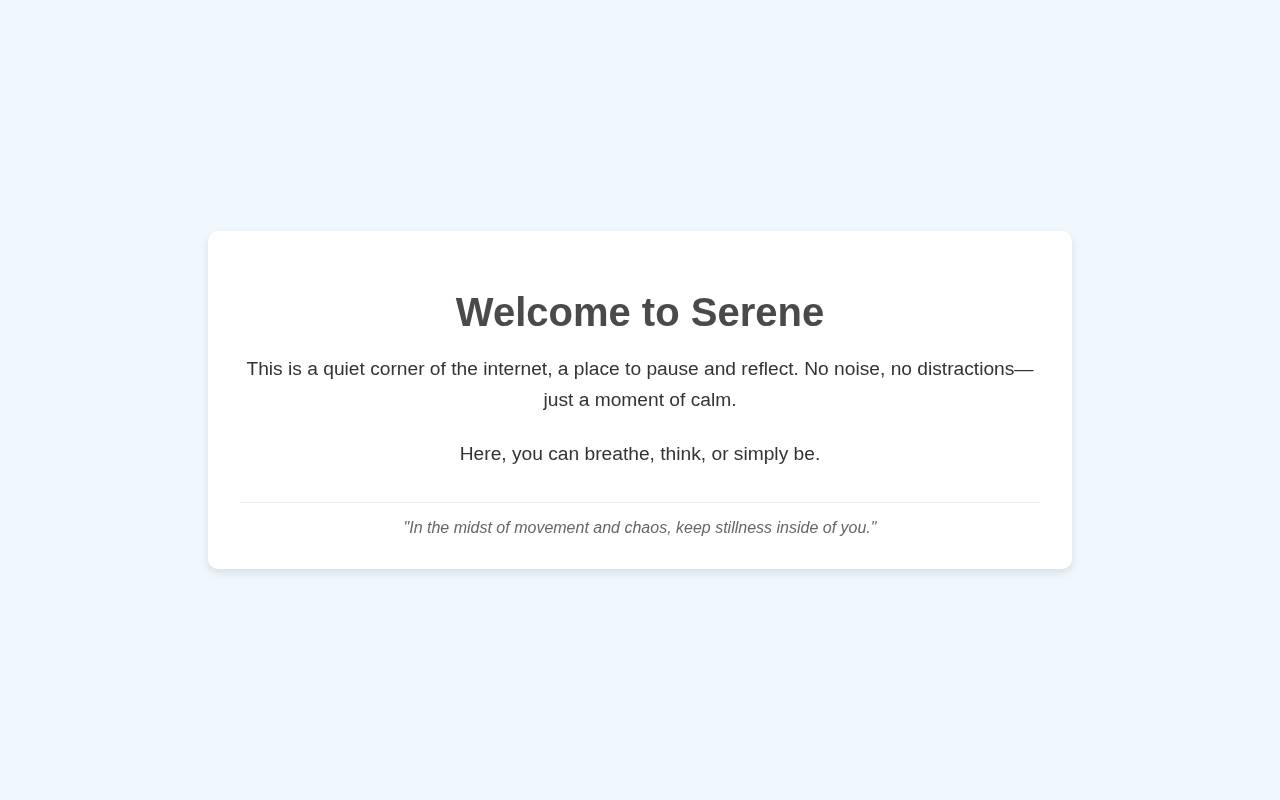 Welcome to Serene
This is a quiet corner of the internet, a place to pause and reflect. No noise, no distractions—
just a moment of calm.
Here, you can breathe, think, or simply be.
"In the midst of movement and chaos, keep stillness inside of you."